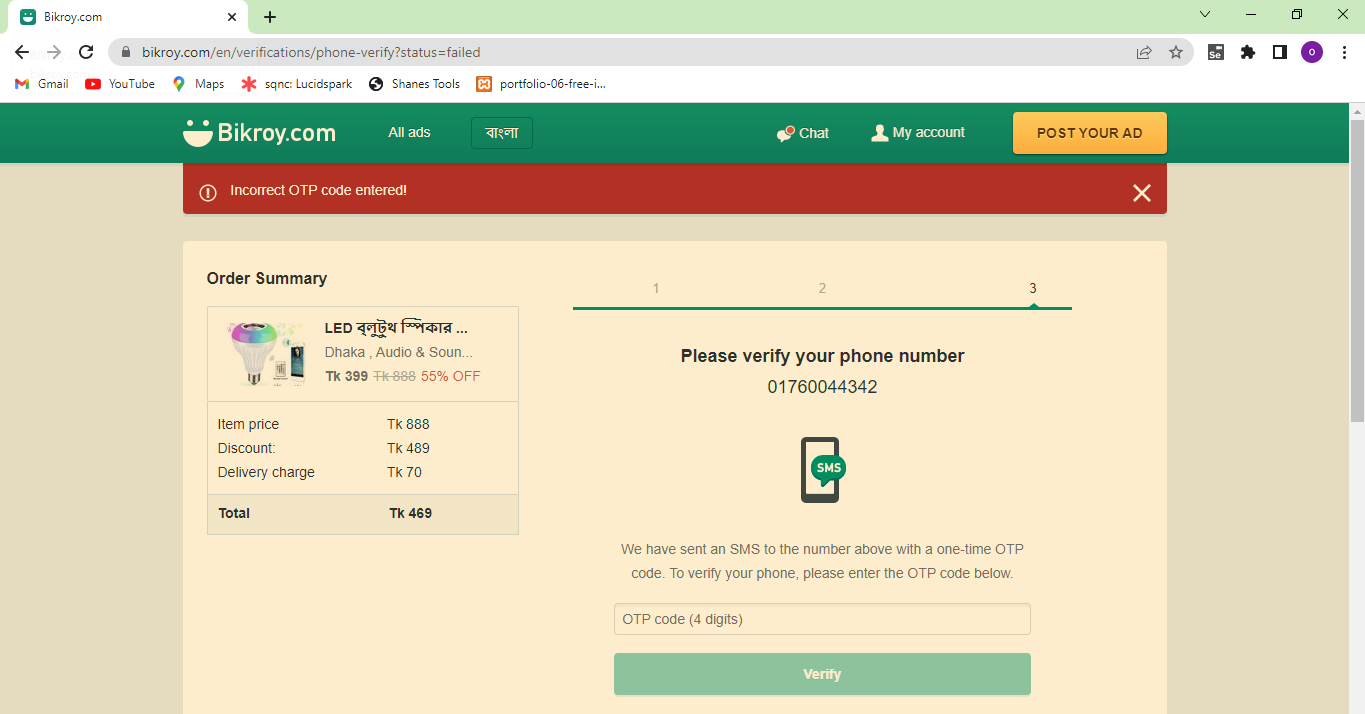 Bikroy.com
bikroy.com/en/verifications/phone-verify?status=failed
Se
O
Gmail
YouTube
Maps
sqnc: Lucidspark
Shanes Tools
portfolio-06-free-i...
Bikroy.com
All ads
বাংলা
Chat
My account
POST YOUR AD
Incorrect OTP code entered!
Order Summary
LED ব্লুটুথ স্পিকার ...
Dhaka , Audio & Soun...
Tk 399 Tk 888 55% OFF
Item price Tk 888
Discount: Tk 489
Delivery charge Tk 70
Total Tk 469
1 2 3
Please verify your phone number
01760044342
SMS
We have sent an SMS to the number above with a one-time OTP
code. To verify your phone, please enter the OTP code below.
OTP code (4 digits)
Verify